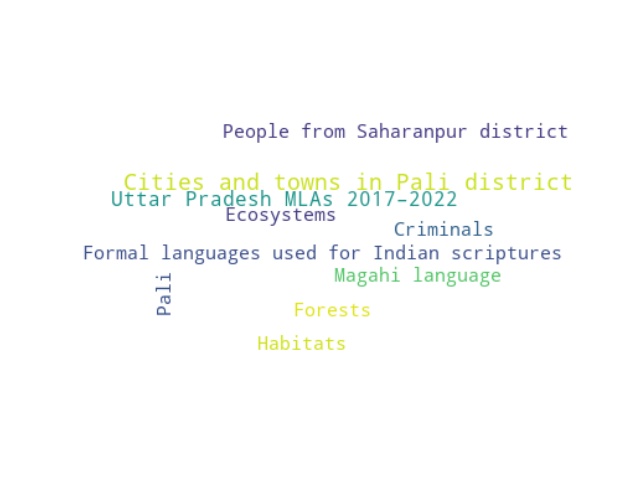 People from Saharanpur district
Cities and towns in Pali district
Uttar Pradesh MLAs 2017-2022
Ecosystems
Criminals
Formal languages used for Indian scriptures
Magahi language
Pali
Forests
Habitats